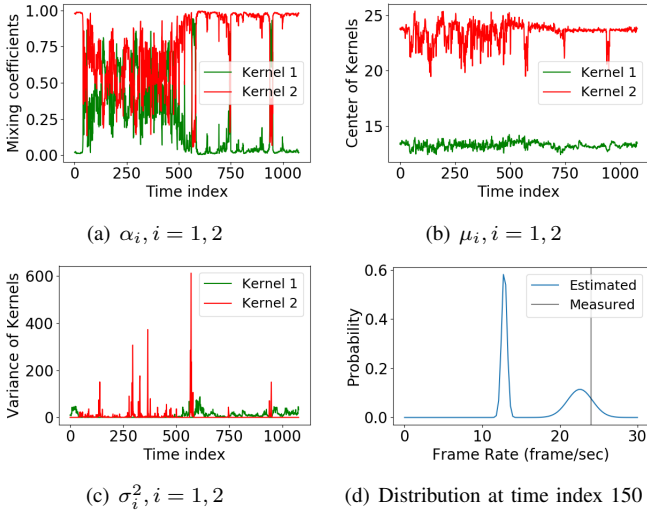 1.00
0.75
0.50
0.25
0.00
Mixing coefficients
Kernel 1
Kernel 2
0 250 500 750 1000
Time index
(a) αi, i = 1, 2
25
20
15
Center of Kernels
Kernel 1
Kernel 2
0 250 500 750 1000
Time index
(b) μi, i = 1, 2
600
400
200
0
Variance of Kernels
Kernel 1
Kernel 2
0 250 500 750 1000
Time index
(c) σ²i, i = 1, 2
0.6
0.4
0.2
0.0
Probability
Estimated
Measured
0 10 20 30
Frame Rate (frame/sec)
(d) Distribution at time index 150